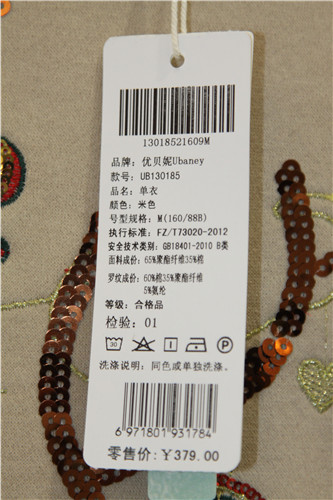 13018521609M
品牌：优贝妮Ubaney
款号：UB130185
品名：单衣
颜色：米色
号型规格：M(160/88B)
执行标准：FZ/T73020-2012
安全技术类别：GB18401-2010 B类
面料成份：65%聚酯纤维35%棉
罗纹成份：60%棉35%聚酯纤维
5%氨纶
等级：合格品
检验：01
30
P
洗涤说明：同色或单独洗涤。
6 971801 931784
零售价：￥379.00